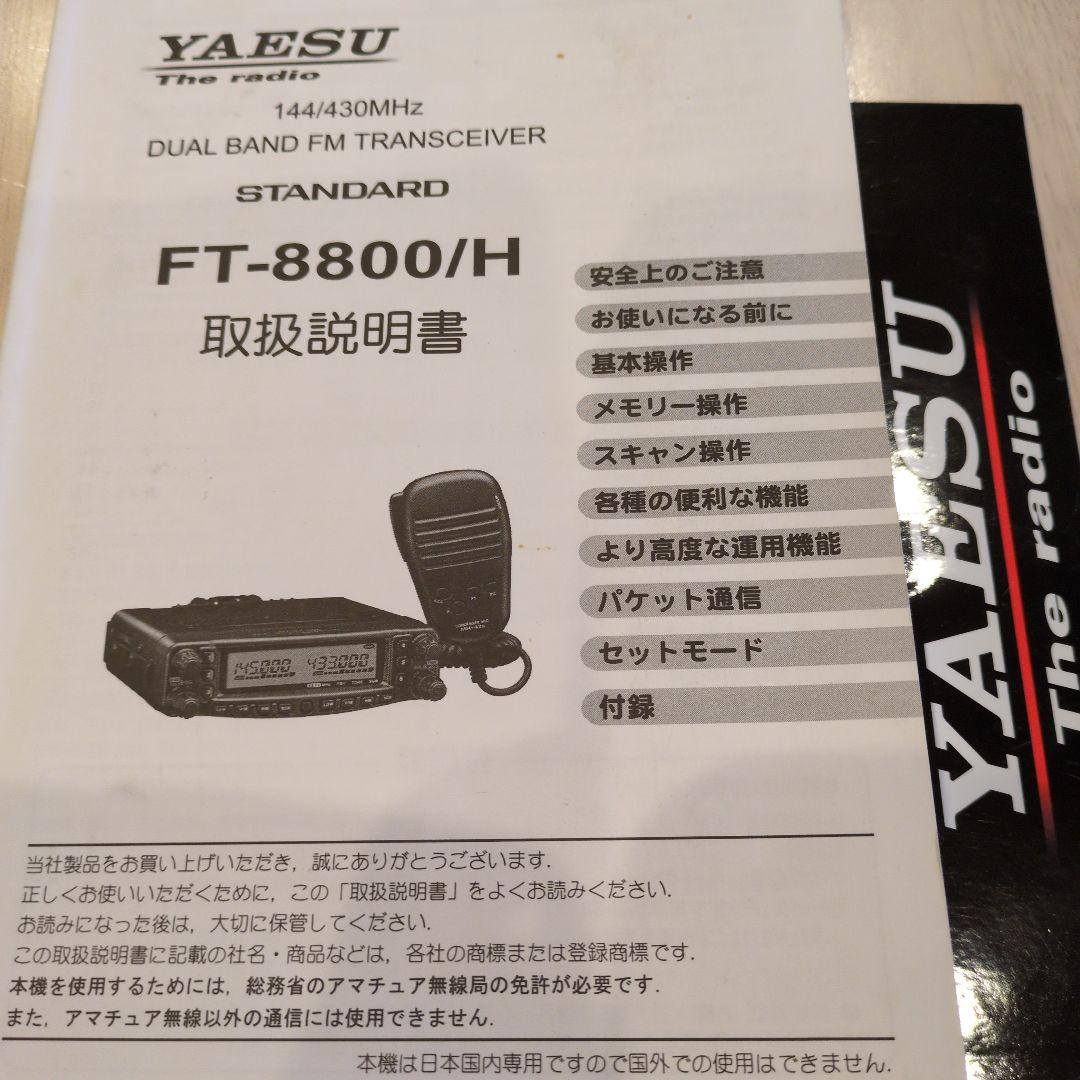 YAESU
The radio
144/430MHz
DUAL BAND FM TRANSCEIVER
STANDARD
FT-8800/H
取扱説明書
安全上のご注意
お使いになる前に
基本操作
メモリー操作
スキャン操作
各種の便利な機能
より高度な運用機能
パケット通信
セットモード
付録
145.000 433.000
当社製品をお買い上げいただき，誠にありがとうございます．
正しくお使いいただくために，この「取扱説明書」をよくお読みください．
お読みになった後は，大切に保管してください．
この取扱説明書に記載の社名・商品などは，各社の商標または登録商標です．
本機を使用するためには，総務省のアマチュア無線局の免許が必要です．
また，アマチュア無線以外の通信には使用できません．
本機は日本国内専用ですので国外での使用はできません．
YAESU
The radio